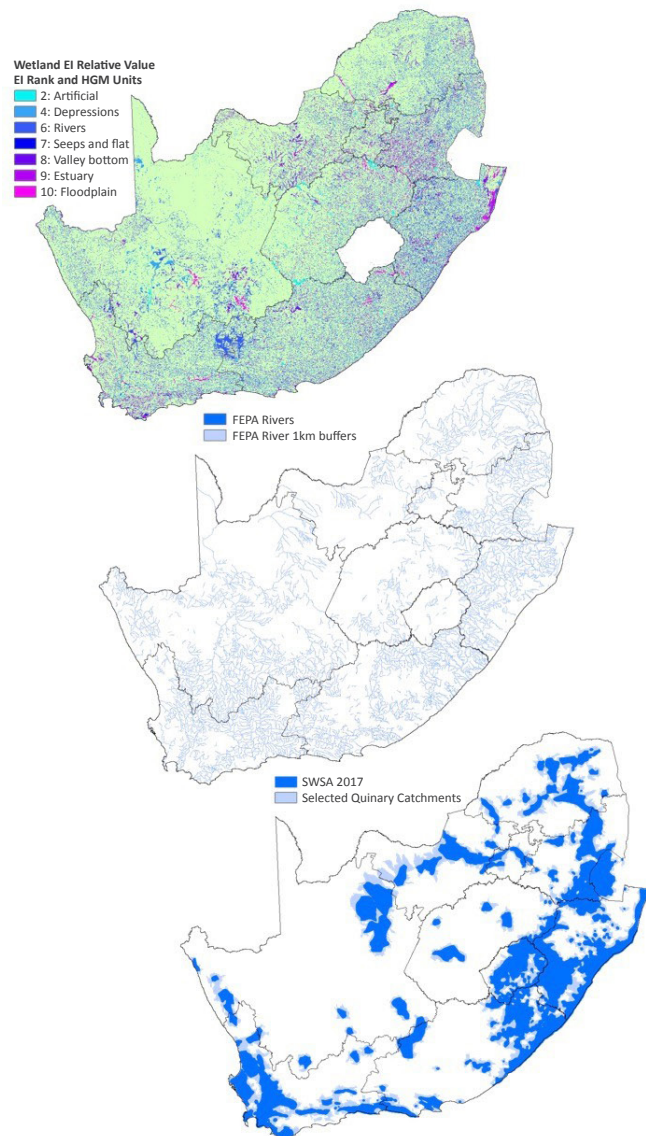 Wetland EI Relative Value
EI Rank and HGM Units
2: Artificial
4: Depressions
6: Rivers
7: Seeps and flat
8: Valley bottom
9: Estuary
10: Floodplain
FEPA Rivers
FEPA River 1km buffers
SWSA 2017
Selected Quinary Catchments